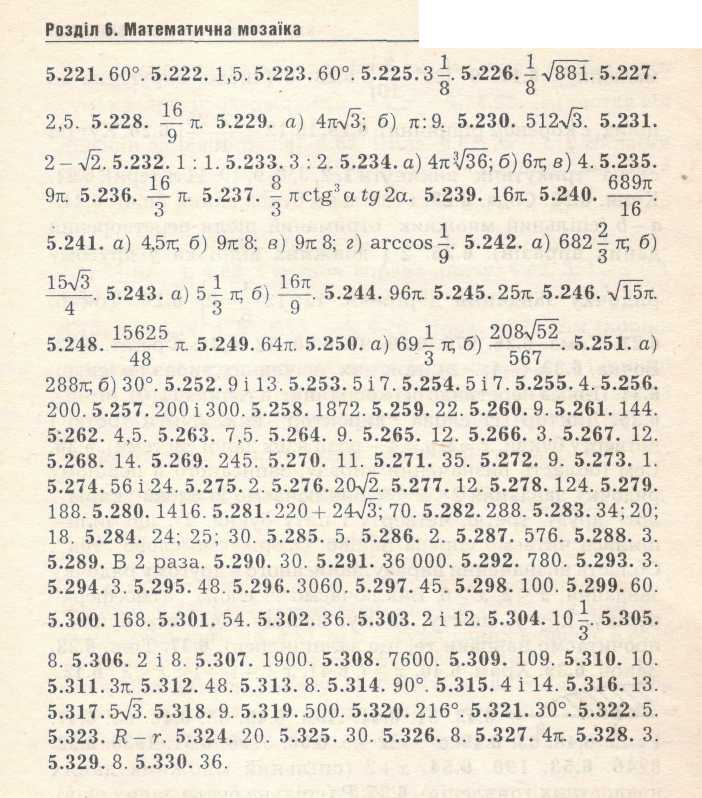 Розділ 6. Математична мозаїка
5.221. 60°. 5.222. 1,5. 5.223. 60°. 5.225. 3 1/8. 5.226. 1/8 √881. 5.227.
2,5. 5.228. 16/9 π. 5.229. а) 4π√3; б) π:9. 5.230. 512√3. 5.231.
2 – √2. 5.232. 1 : 1. 5.233. 3 : 2. 5.234. а) 4π∛36; б) 6π; в) 4. 5.235.
9π. 5.236. 16/3 π. 5.237. 8/3 π ctg³ α tg 2α. 5.239. 16π. 5.240. 689π/16.
5.241. а) 4,5π; б) 9π 8; в) 9π 8; г) arccos 1/9. 5.242. а) 682 2/3 π; б)
15√3/4. 5.243. а) 5 1/3 π; б) 16π/9. 5.244. 96π. 5.245. 25π. 5.246. √15π.
5.248. 15625/48 π. 5.249. 64π. 5.250. а) 69 1/3 π; б) 208√52/567. 5.251. а)
288π; б) 30°. 5.252. 9 і 13. 5.253. 5 і 7. 5.254. 5 і 7. 5.255. 4. 5.256.
200. 5.257. 200 і 300. 5.258. 1872. 5.259. 22. 5.260. 9. 5.261. 144.
5.262. 4,5. 5.263. 7,5. 5.264. 9. 5.265. 12. 5.266. 3. 5.267. 12.
5.268. 14. 5.269. 245. 5.270. 11. 5.271. 35. 5.272. 9. 5.273. 1.
5.274. 56 і 24. 5.275. 2. 5.276. 20√2. 5.277. 12. 5.278. 124. 5.279.
188. 5.280. 1416. 5.281. 220 + 24√3; 70. 5.282. 288. 5.283. 34; 20;
18. 5.284. 24; 25; 30. 5.285. 5. 5.286. 2. 5.287. 576. 5.288. 3.
5.289. В 2 раза. 5.290. 30. 5.291. 36 000. 5.292. 780. 5.293. 3.
5.294. 3. 5.295. 48. 5.296. 3060. 5.297. 45. 5.298. 100. 5.299. 60.
5.300. 168. 5.301. 54. 5.302. 36. 5.303. 2 і 12. 5.304. 10 1/3. 5.305.
8. 5.306. 2 і 8. 5.307. 1900. 5.308. 7600. 5.309. 109. 5.310. 10.
5.311. 3π. 5.312. 48. 5.313. 8. 5.314. 90°. 5.315. 4 і 14. 5.316. 13.
5.317. 5√3. 5.318. 9. 5.319. 500. 5.320. 216°. 5.321. 30°. 5.322. 5.
5.323. R – r. 5.324. 20. 5.325. 30. 5.326. 8. 5.327. 4π. 5.328. 3.
5.329. 8. 5.330. 36.